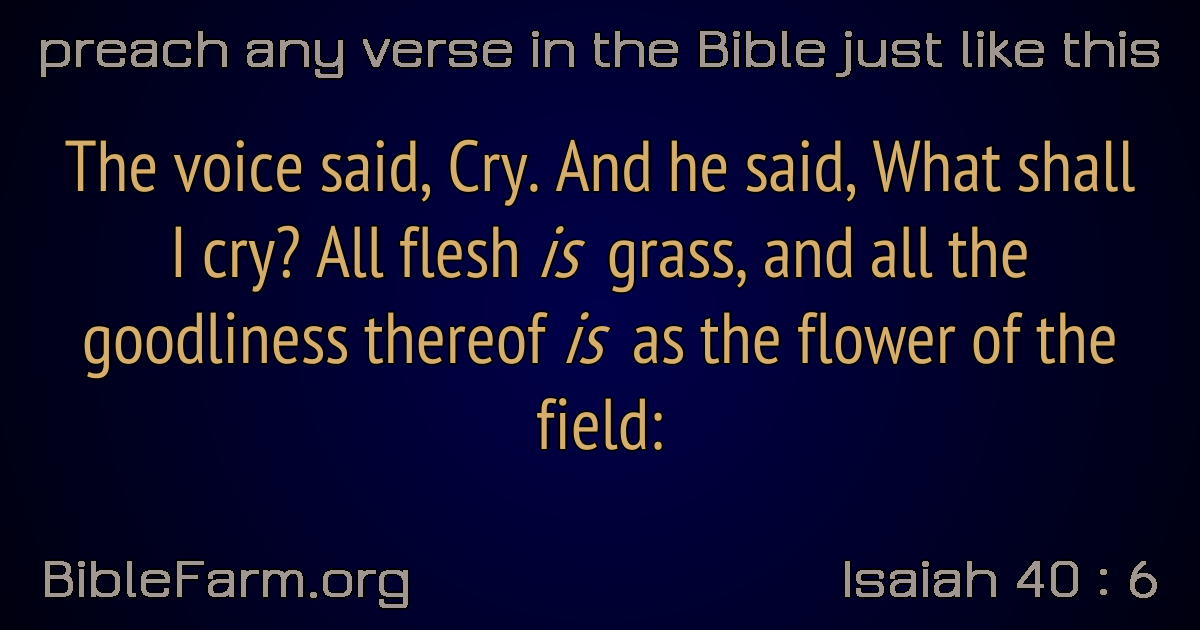 preach any verse in the Bible just like this
The voice said, Cry. And he said, What shall
I cry? All flesh is grass, and all the
goodliness thereof is as the flower of the
field:
BibleFarm.org
Isaiah 40 : 6